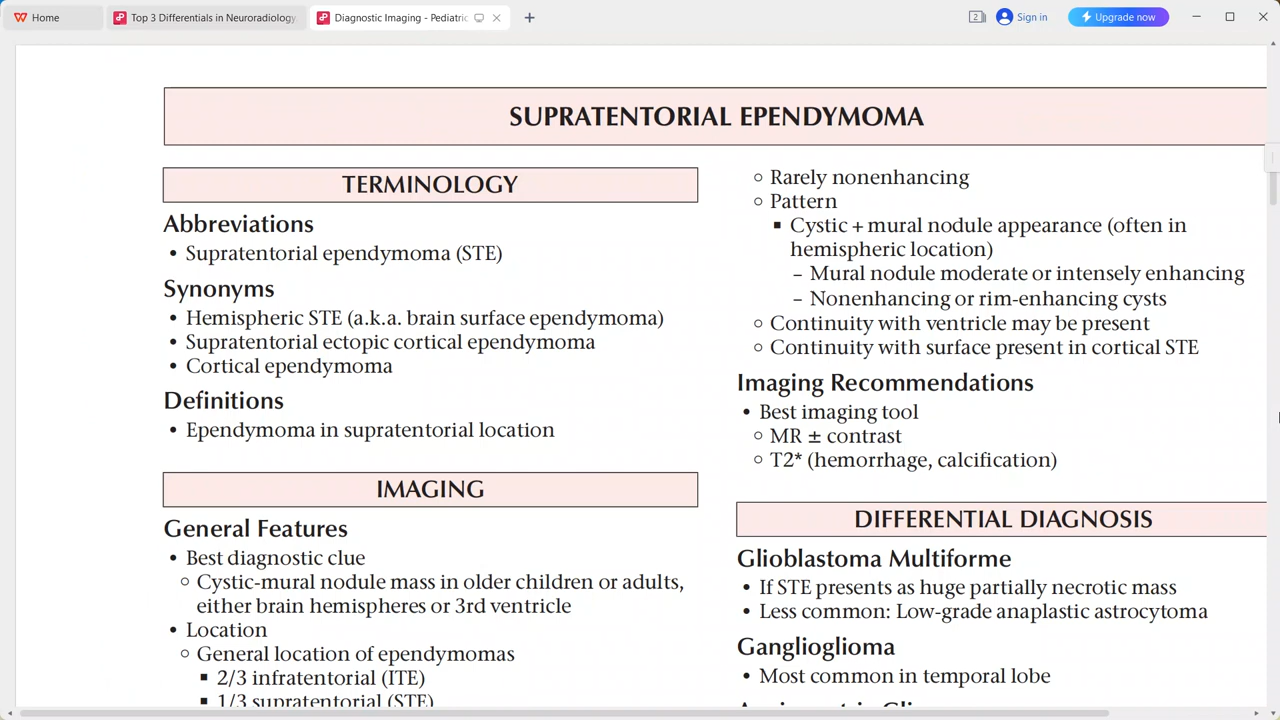 Home
Top 3 Differentials in Neuroradiology.
Diagnostic Imaging - Pediatric
2
Sign in
Upgrade now
SUPRATENTORIAL EPENDYMOMA
TERMINOLOGY
Abbreviations
• Supratentorial ependymoma (STE)
Synonyms
• Hemispheric STE (a.k.a. brain surface ependymoma)
• Supratentorial ectopic cortical ependymoma
• Cortical ependymoma
Definitions
• Ependymoma in supratentorial location
IMAGING
General Features
• Best diagnostic clue
○ Cystic-mural nodule mass in older children or adults,
either brain hemispheres or 3rd ventricle
• Location
○ General location of ependymomas
▪ 2/3 infratentorial (ITE)
▪ 1/3 supratentorial (STE)
○ Rarely nonenhancing
○ Pattern
▪ Cystic + mural nodule appearance (often in
hemispheric location)
– Mural nodule moderate or intensely enhancing
– Nonenhancing or rim-enhancing cysts
○ Continuity with ventricle may be present
○ Continuity with surface present in cortical STE
Imaging Recommendations
• Best imaging tool
○ MR ± contrast
○ T2* (hemorrhage, calcification)
DIFFERENTIAL DIAGNOSIS
Glioblastoma Multiforme
• If STE presents as huge partially necrotic mass
• Less common: Low-grade anaplastic astrocytoma
Ganglioglioma
• Most common in temporal lobe